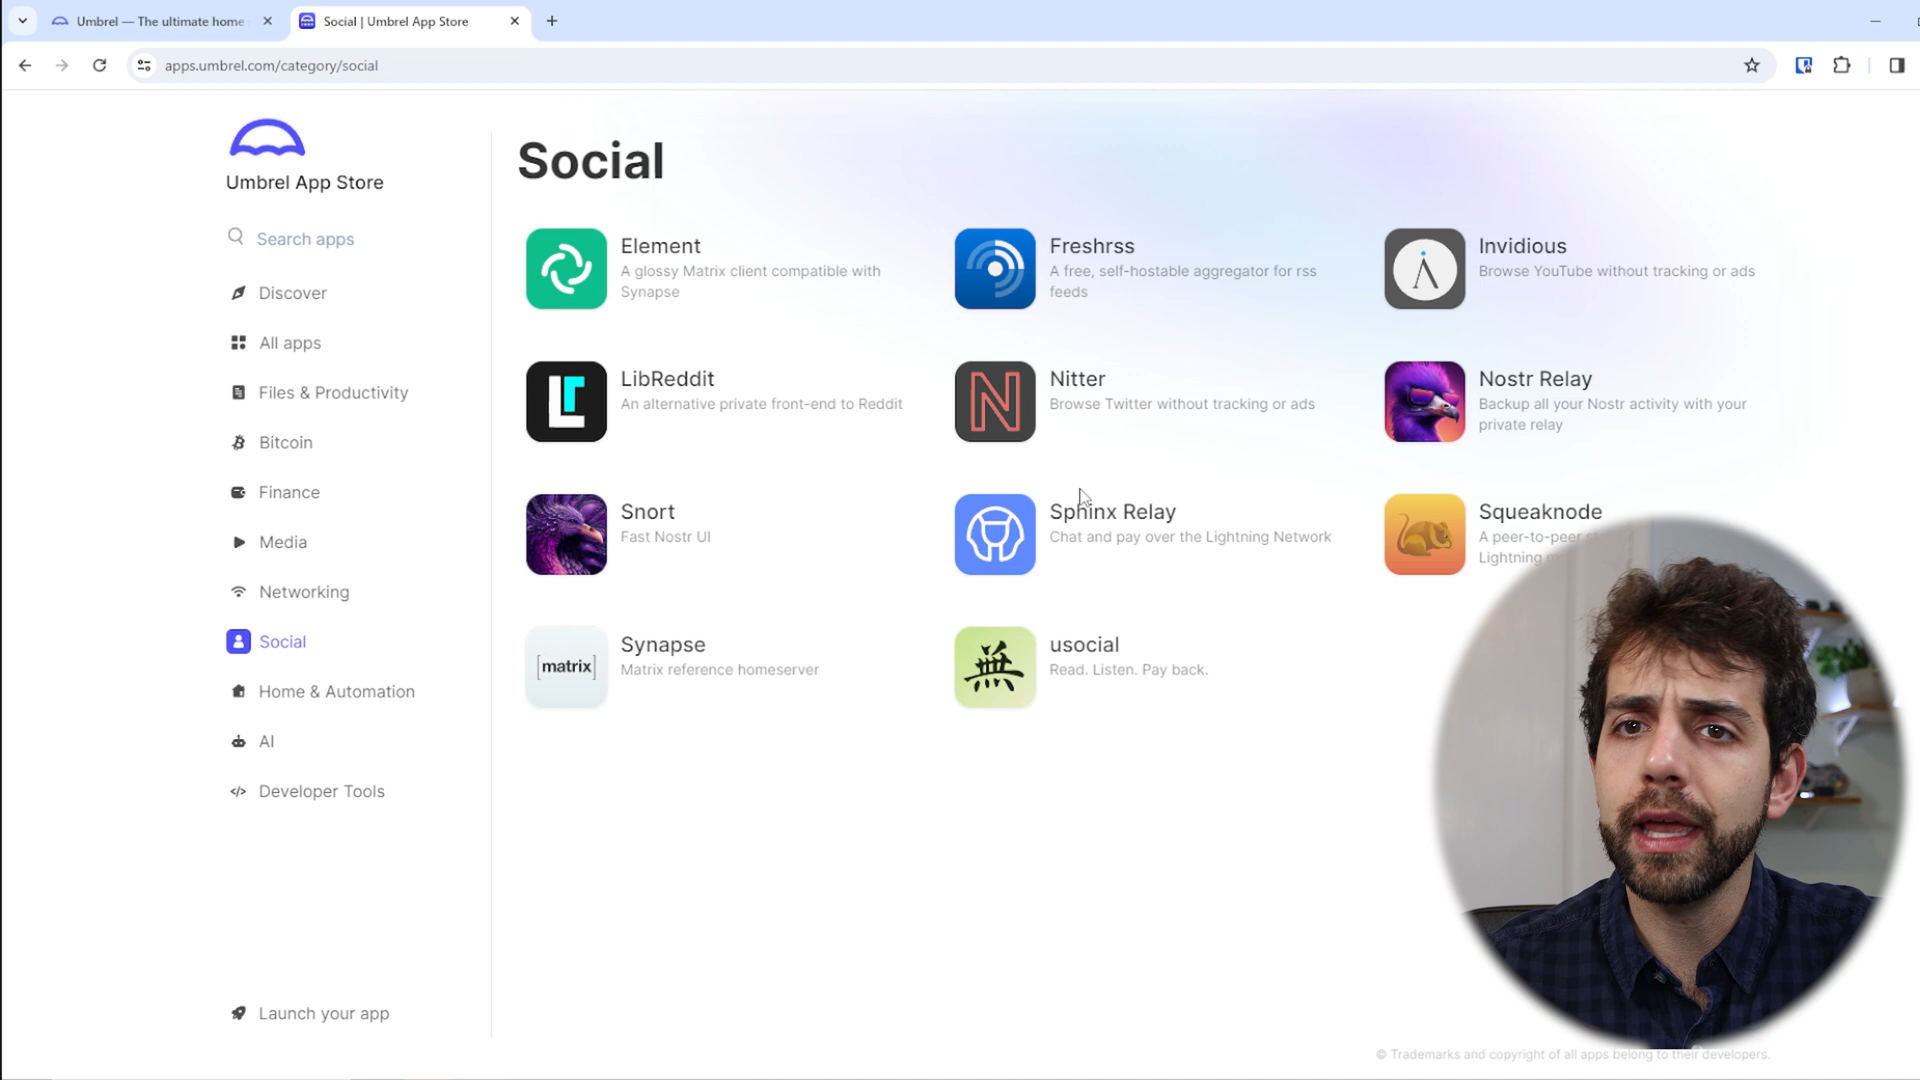 Umbrel — The ultimate home
Social | Umbrel App Store
apps.umbrel.com/category/social
Umbrel App Store
Search apps
Discover
All apps
Files & Productivity
Bitcoin
Finance
Media
Networking
Social
Home & Automation
AI
Developer Tools
Launch your app
Social
Element
A glossy Matrix client compatible with
Synapse
Freshrss
A free, self-hostable aggregator for rss
feeds
Invidious
Browse YouTube without tracking or ads
LibReddit
An alternative private front-end to Reddit
Nitter
Browse Twitter without tracking or ads
Nostr Relay
Backup all your Nostr activity with your
private relay
Snort
Fast Nostr UI
Sphinx Relay
Chat and pay over the Lightning Network
Squeaknode
A peer-to-peer
Lightning
[matrix]
Synapse
Matrix reference homeserver
無
usocial
Read. Listen. Pay back.
© Trademarks and copyright of all apps belong to their developers.